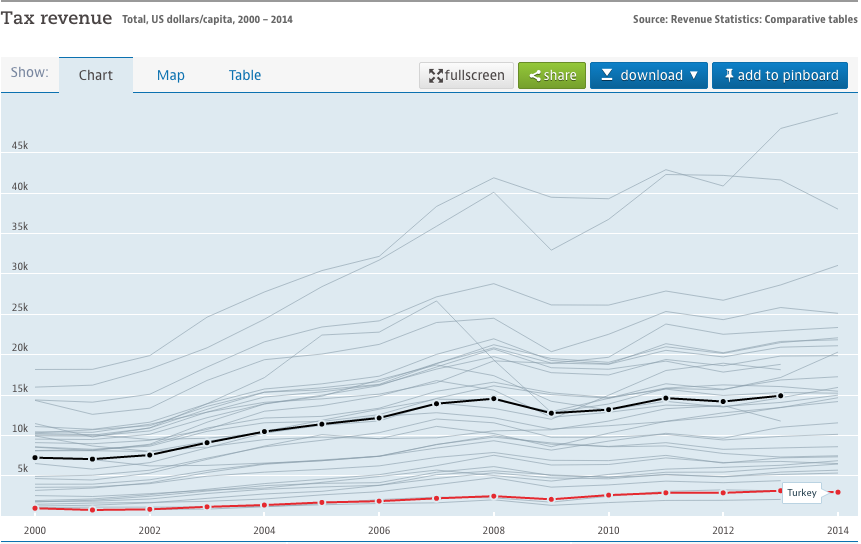 Tax revenue Total, US dollars/capita, 2000 – 2014 Source: Revenue Statistics: Comparative tables
Show: Chart Map Table fullscreen share download ▼ add to pinboard
45k
40k
35k
30k
25k
20k
15k
10k
5k
Turkey
2000 2002 2004 2006 2008 2010 2012 2014